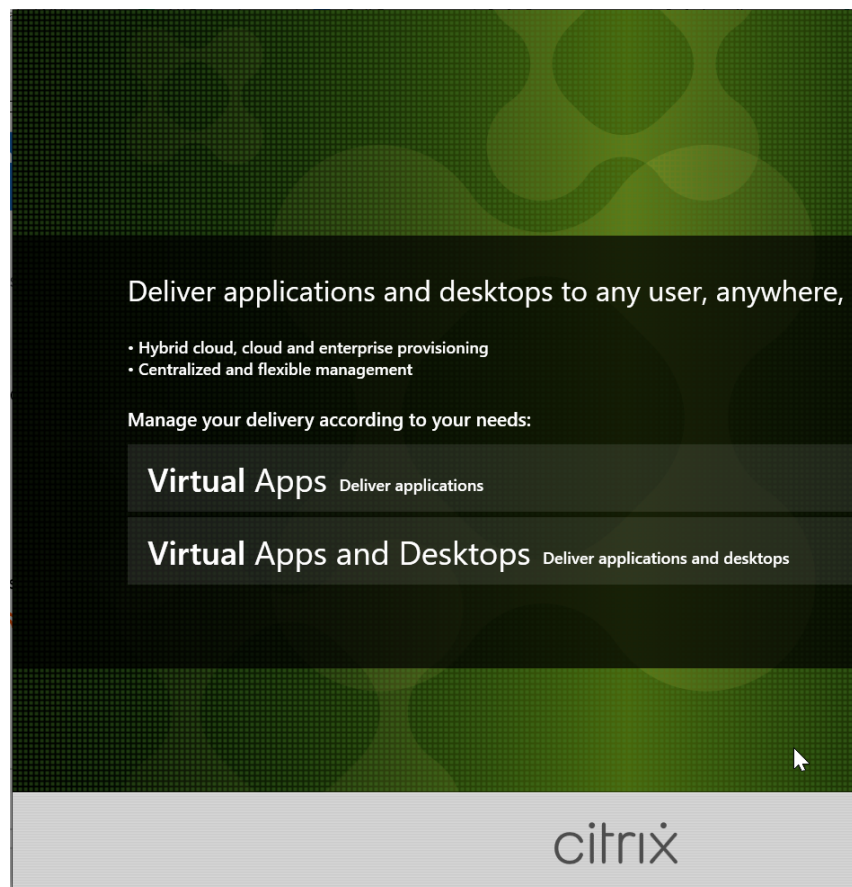 Deliver applications and desktops to any user, anywhere,
• Hybrid cloud, cloud and enterprise provisioning
• Centralized and flexible management
Manage your delivery according to your needs:
Virtual Apps Deliver applications
Virtual Apps and Desktops Deliver applications and desktops
citrix